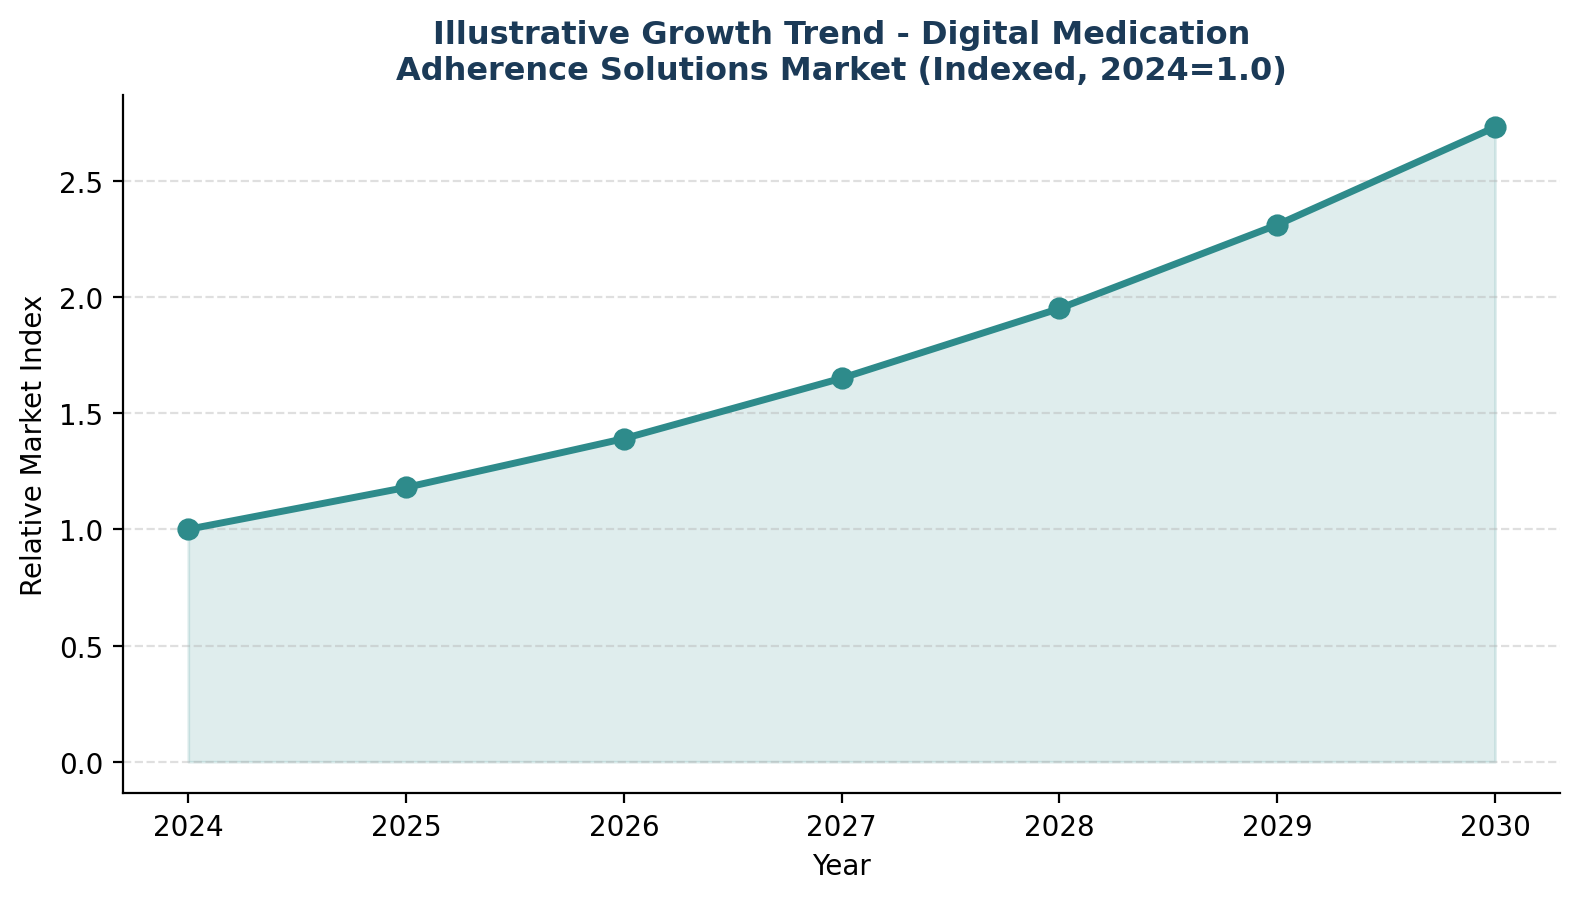 Illustrative Growth Trend - Digital Medication
Adherence Solutions Market (Indexed, 2024=1.0)
Relative Market Index
2.5
2.0
1.5
1.0
0.5
0.0
2024 2025 2026 2027 2028 2029 2030
Year